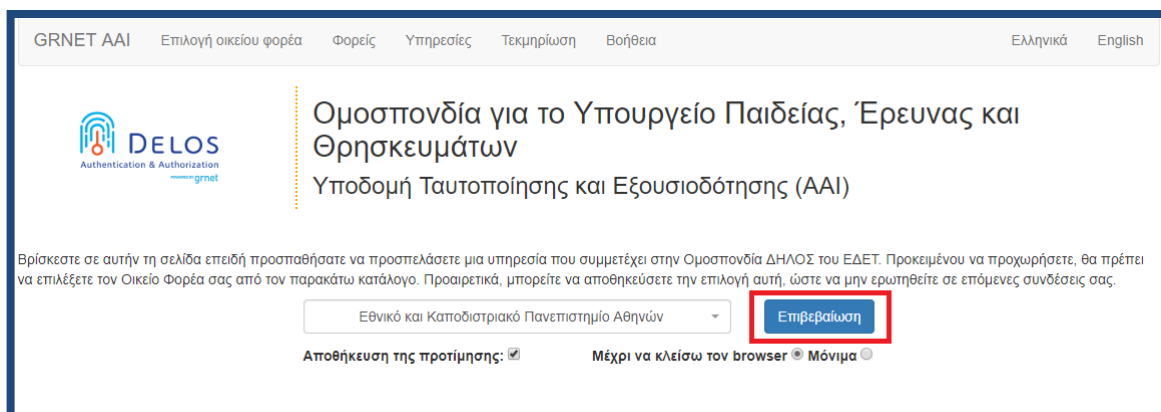 GRNET AAI Επιλογή οικείου φορέα Φορείς Υπηρεσίες Τεκμηρίωση Βοήθεια Ελληνικά English
DELOS
Authentication & Authorization
POWERED BY grnet
Ομοσπονδία για το Υπουργείο Παιδείας, Έρευνας και
Θρησκευμάτων
Υποδομή Ταυτοποίησης και Εξουσιοδότησης (ΑΑΙ)
Βρίσκεστε σε αυτήν τη σελίδα επειδή προσπαθήσατε να προσπελάσετε μια υπηρεσία που συμμετέχει στην Ομοσπονδία ΔΗΛΟΣ του ΕΔΕΤ. Προκειμένου να προχωρήσετε, θα πρέπει
να επιλέξετε τον Οικείο Φορέα σας από τον παρακάτω κατάλογο. Προαιρετικά, μπορείτε να αποθηκεύσετε την επιλογή αυτή, ώστε να μην ερωτηθείτε σε επόμενες συνδέσεις σας.
Εθνικό και Καποδιστριακό Πανεπιστημίο Αθηνών Επιβεβαίωση
Αποθήκευση της προτίμησης: Μέχρι να κλείσω τον browser Μόνιμα